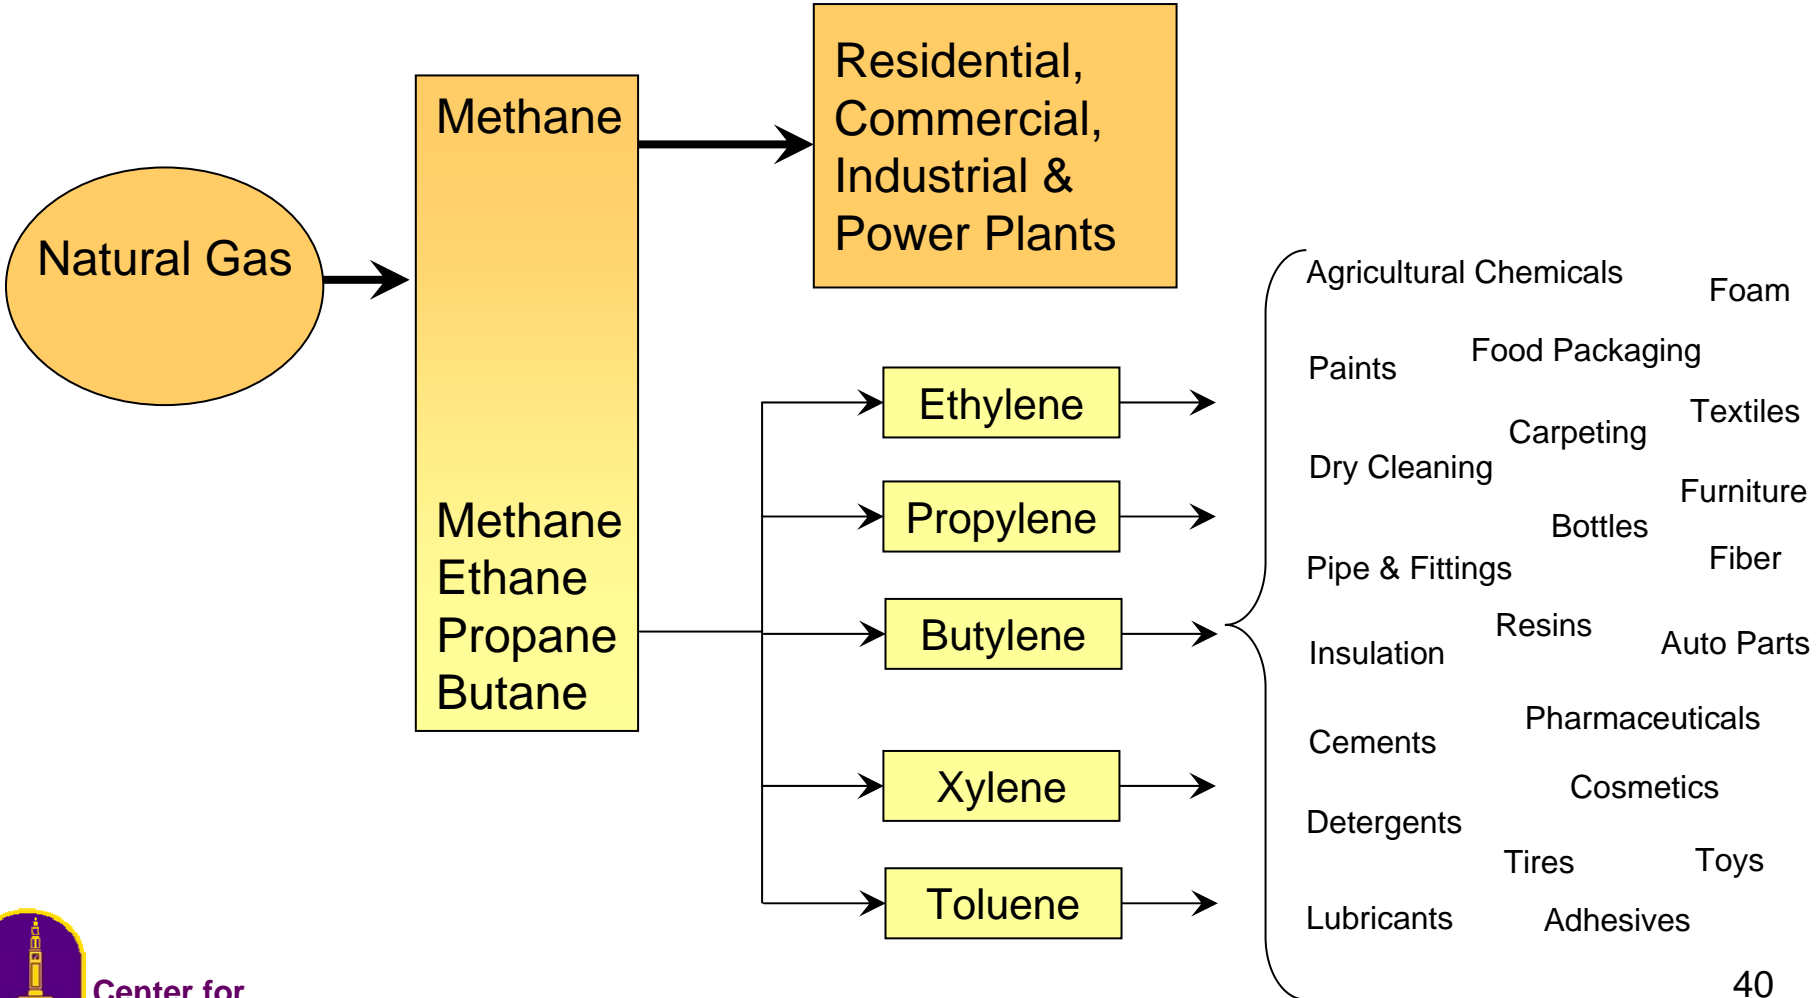 Natural Gas
Methane
Methane
Ethane
Propane
Butane
Residential,
Commercial,
Industrial &
Power Plants
Ethylene
Propylene
Butylene
Xylene
Toluene
Agricultural Chemicals
Foam
Paints
Food Packaging
Textiles
Carpeting
Dry Cleaning
Furniture
Bottles
Fiber
Pipe & Fittings
Resins
Auto Parts
Insulation
Pharmaceuticals
Cements
Cosmetics
Detergents
Tires
Toys
Lubricants
Adhesives
Center for
40